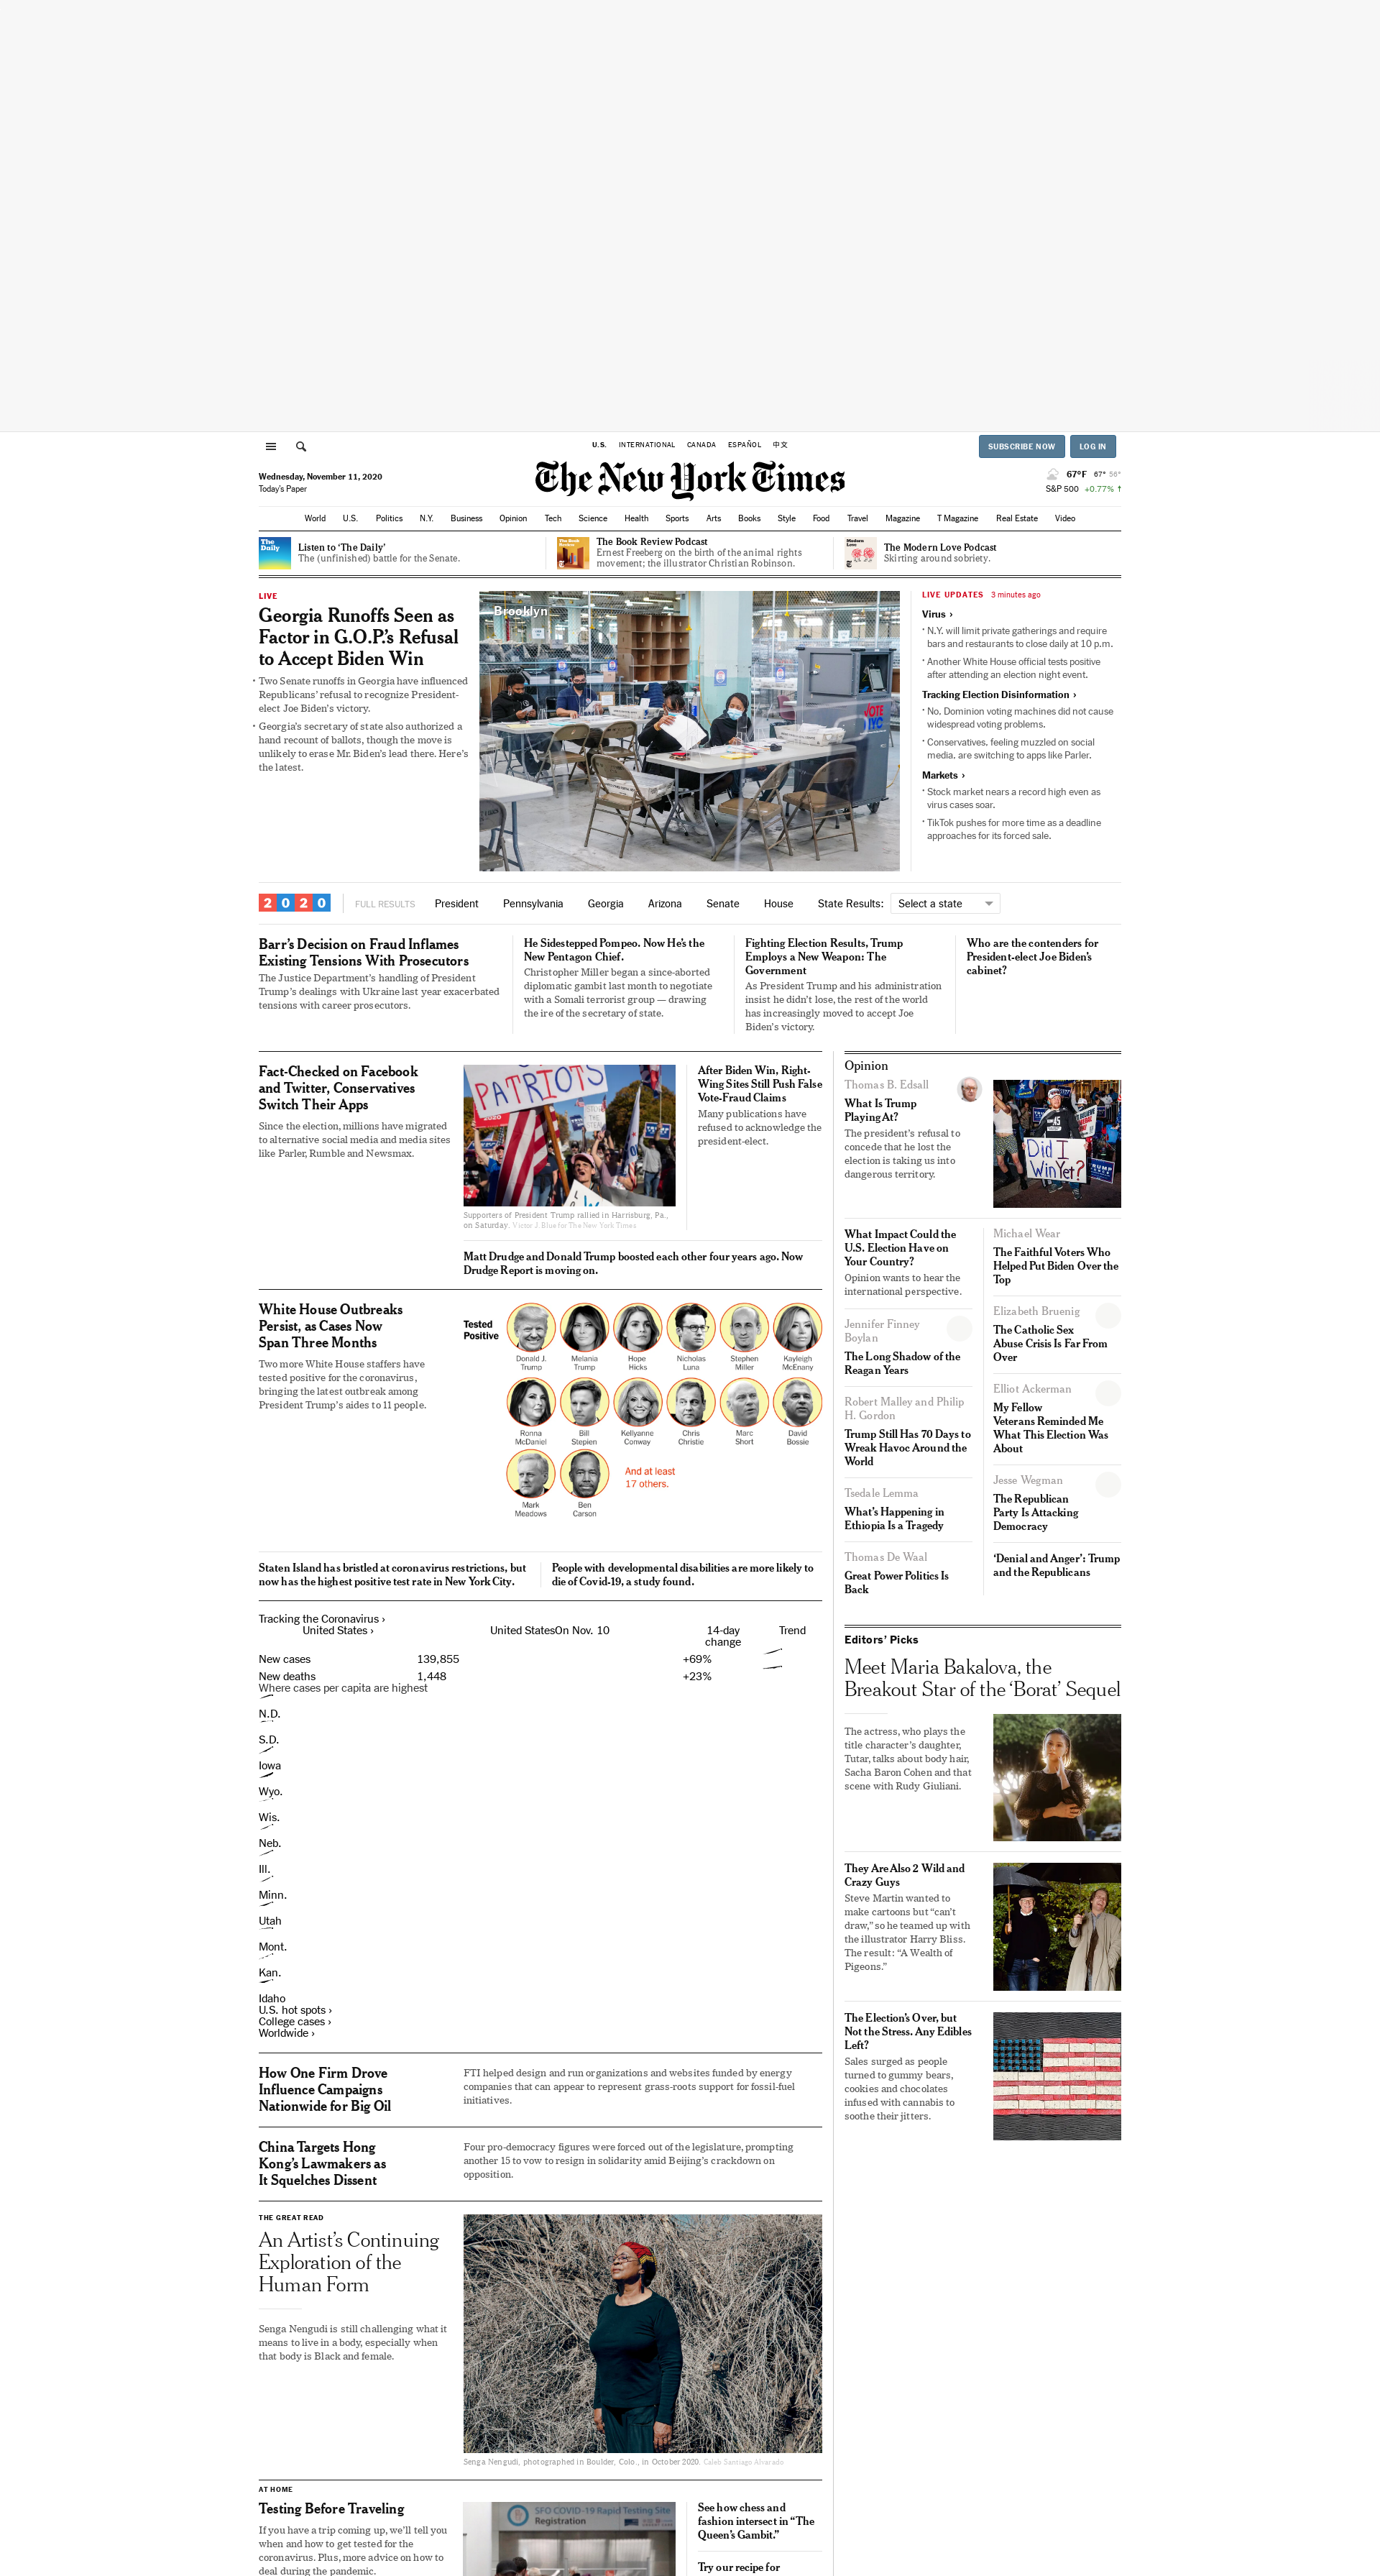 U.S. INTERNATIONAL CANADA ESPAÑOL 中文
SUBSCRIBE NOW LOG IN
Wednesday, November 11, 2020
Today's Paper
The New York Times
67°F 67° 56°
S&P 500 +0.77% ↑
World U.S. Politics N.Y. Business Opinion Tech Science Health Sports Arts Books Style Food Travel Magazine T Magazine Real Estate Video
The
Daily
Listen to ‘The Daily’
The (unfinished) battle for the Senate.
The Book Review Podcast
Ernest Freeberg on the birth of the animal rights
movement; the illustrator Christian Robinson.
Modern
Love
The Modern Love Podcast
Skirting around sobriety.
LIVE
Georgia Runoffs Seen as
Factor in G.O.P.’s Refusal
to Accept Biden Win
• Two Senate runoffs in Georgia have influenced
Republicans’ refusal to recognize President-
elect Joe Biden’s victory.
• Georgia’s secretary of state also authorized a
hand recount of ballots, though the move is
unlikely to erase Mr. Biden’s lead there. Here’s
the latest.
Brooklyn
VOTE
NYC
LIVE UPDATES 3 minutes ago
Virus ›
• N.Y. will limit private gatherings and require
bars and restaurants to close daily at 10 p.m.
• Another White House official tests positive
after attending an election night event.
Tracking Election Disinformation ›
• No, Dominion voting machines did not cause
widespread voting problems.
• Conservatives, feeling muzzled on social
media, are switching to apps like Parler.
Markets ›
• Stock market nears a record high even as
virus cases soar.
• TikTok pushes for more time as a deadline
approaches for its forced sale.
2020 FULL RESULTS President Pennsylvania Georgia Arizona Senate House State Results: Select a state
Barr’s Decision on Fraud Inflames
Existing Tensions With Prosecutors
The Justice Department’s handling of President
Trump’s dealings with Ukraine last year exacerbated
tensions with career prosecutors.
He Sidestepped Pompeo. Now He’s the
New Pentagon Chief.
Christopher Miller began a since-aborted
diplomatic gambit last month to negotiate
with a Somali terrorist group — drawing
the ire of the secretary of state.
Fighting Election Results, Trump
Employs a New Weapon: The
Government
As President Trump and his administration
insist he didn’t lose, the rest of the world
has increasingly moved to accept Joe
Biden’s victory.
Who are the contenders for
President-elect Joe Biden’s
cabinet?
Fact-Checked on Facebook
and Twitter, Conservatives
Switch Their Apps
Since the election, millions have migrated
to alternative social media and media sites
like Parler, Rumble and Newsmax.
PATRIOTS
Supporters of President Trump rallied in Harrisburg, Pa.,
on Saturday. Victor J. Blue for The New York Times
After Biden Win, Right-
Wing Sites Still Push False
Vote-Fraud Claims
Many publications have
refused to acknowledge the
president-elect.
Matt Drudge and Donald Trump boosted each other four years ago. Now
Drudge Report is moving on.
White House Outbreaks
Persist, as Cases Now
Span Three Months
Two more White House staffers have
tested positive for the coronavirus,
bringing the latest outbreak among
President Trump’s aides to 11 people.
Tested
Positive
Donald J.
Trump
Melania
Trump
Hope
Hicks
Nicholas
Luna
Stephen
Miller
Kayleigh
McEnany
Ronna
McDaniel
Bill
Stepien
Kellyanne
Conway
Chris
Christie
Marc
Short
David
Bossie
Mark
Meadows
Ben
Carson
And at least
17 others.
Staten Island has bristled at coronavirus restrictions, but
now has the highest positive test rate in New York City.
People with developmental disabilities are more likely to
die of Covid-19, a study found.
Tracking the Coronavirus ›
United States › United StatesOn Nov. 10 14-day
change Trend
New cases 139,855 +69%
New deaths 1,448 +23%
Where cases per capita are highest
N.D.
S.D.
Iowa
Wyo.
Wis.
Neb.
Ill.
Minn.
Utah
Mont.
Kan.
Idaho
U.S. hot spots ›
College cases ›
Worldwide ›
How One Firm Drove
Influence Campaigns
Nationwide for Big Oil
FTI helped design and run organizations and websites funded by energy
companies that can appear to represent grass-roots support for fossil-fuel
initiatives.
China Targets Hong
Kong’s Lawmakers as
It Squelches Dissent
Four pro-democracy figures were forced out of the legislature, prompting
another 15 to vow to resign in solidarity amid Beijing’s crackdown on
opposition.
THE GREAT READ
An Artist’s Continuing
Exploration of the
Human Form
Senga Nengudi is still challenging what it
means to live in a body, especially when
that body is Black and female.
Senga Nengudi, photographed in Boulder, Colo., in October 2020. Caleb Santiago Alvarado
AT HOME
Testing Before Traveling
If you have a trip coming up, we’ll tell you
when and how to get tested for the
coronavirus. Plus, more advice on how to
deal during the pandemic.
SFO COVID-19 Rapid Testing Site
Registration
See how chess and
fashion intersect in “The
Queen’s Gambit.”
Try our recipe for
Opinion
Thomas B. Edsall
What Is Trump
Playing At?
The president’s refusal to
concede that he lost the
election is taking us into
dangerous territory.
Did I
Win Yet?
TRUMP
What Impact Could the
U.S. Election Have on
Your Country?
Opinion wants to hear the
international perspective.
Jennifer Finney
Boylan
The Long Shadow of the
Reagan Years
Robert Malley and Philip
H. Gordon
Trump Still Has 70 Days to
Wreak Havoc Around the
World
Tsedale Lemma
What’s Happening in
Ethiopia Is a Tragedy
Thomas De Waal
Great Power Politics Is
Back
Michael Wear
The Faithful Voters Who
Helped Put Biden Over the
Top
Elizabeth Bruenig
The Catholic Sex
Abuse Crisis Is Far From
Over
Elliot Ackerman
My Fellow
Veterans Reminded Me
What This Election Was
About
Jesse Wegman
The Republican
Party Is Attacking
Democracy
‘Denial and Anger’: Trump
and the Republicans
Editors’ Picks
Meet Maria Bakalova, the
Breakout Star of the ‘Borat’ Sequel
The actress, who plays the
title character’s daughter,
Tutar, talks about body hair,
Sacha Baron Cohen and that
scene with Rudy Giuliani.
They Are Also 2 Wild and
Crazy Guys
Steve Martin wanted to
make cartoons but “can’t
draw,” so he teamed up with
the illustrator Harry Bliss.
The result: “A Wealth of
Pigeons.”
The Election’s Over, but
Not the Stress. Any Edibles
Left?
Sales surged as people
turned to gummy bears,
cookies and chocolates
infused with cannabis to
soothe their jitters.